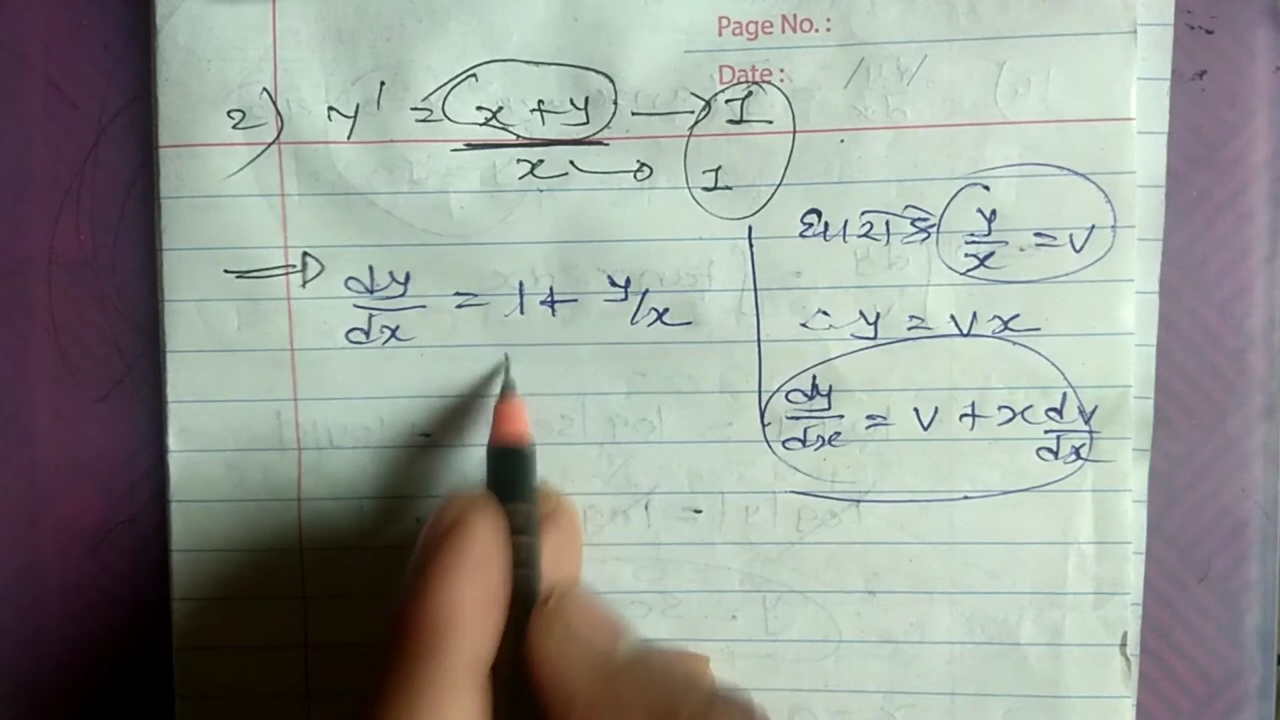 Page No. :
Date :
2) y' = x + y → 1
x → 1
⇒ dy/dx = 1 + y/x
ધારો કે y/x = v
∴ y = vx
dy/dx = v + x dv/dx